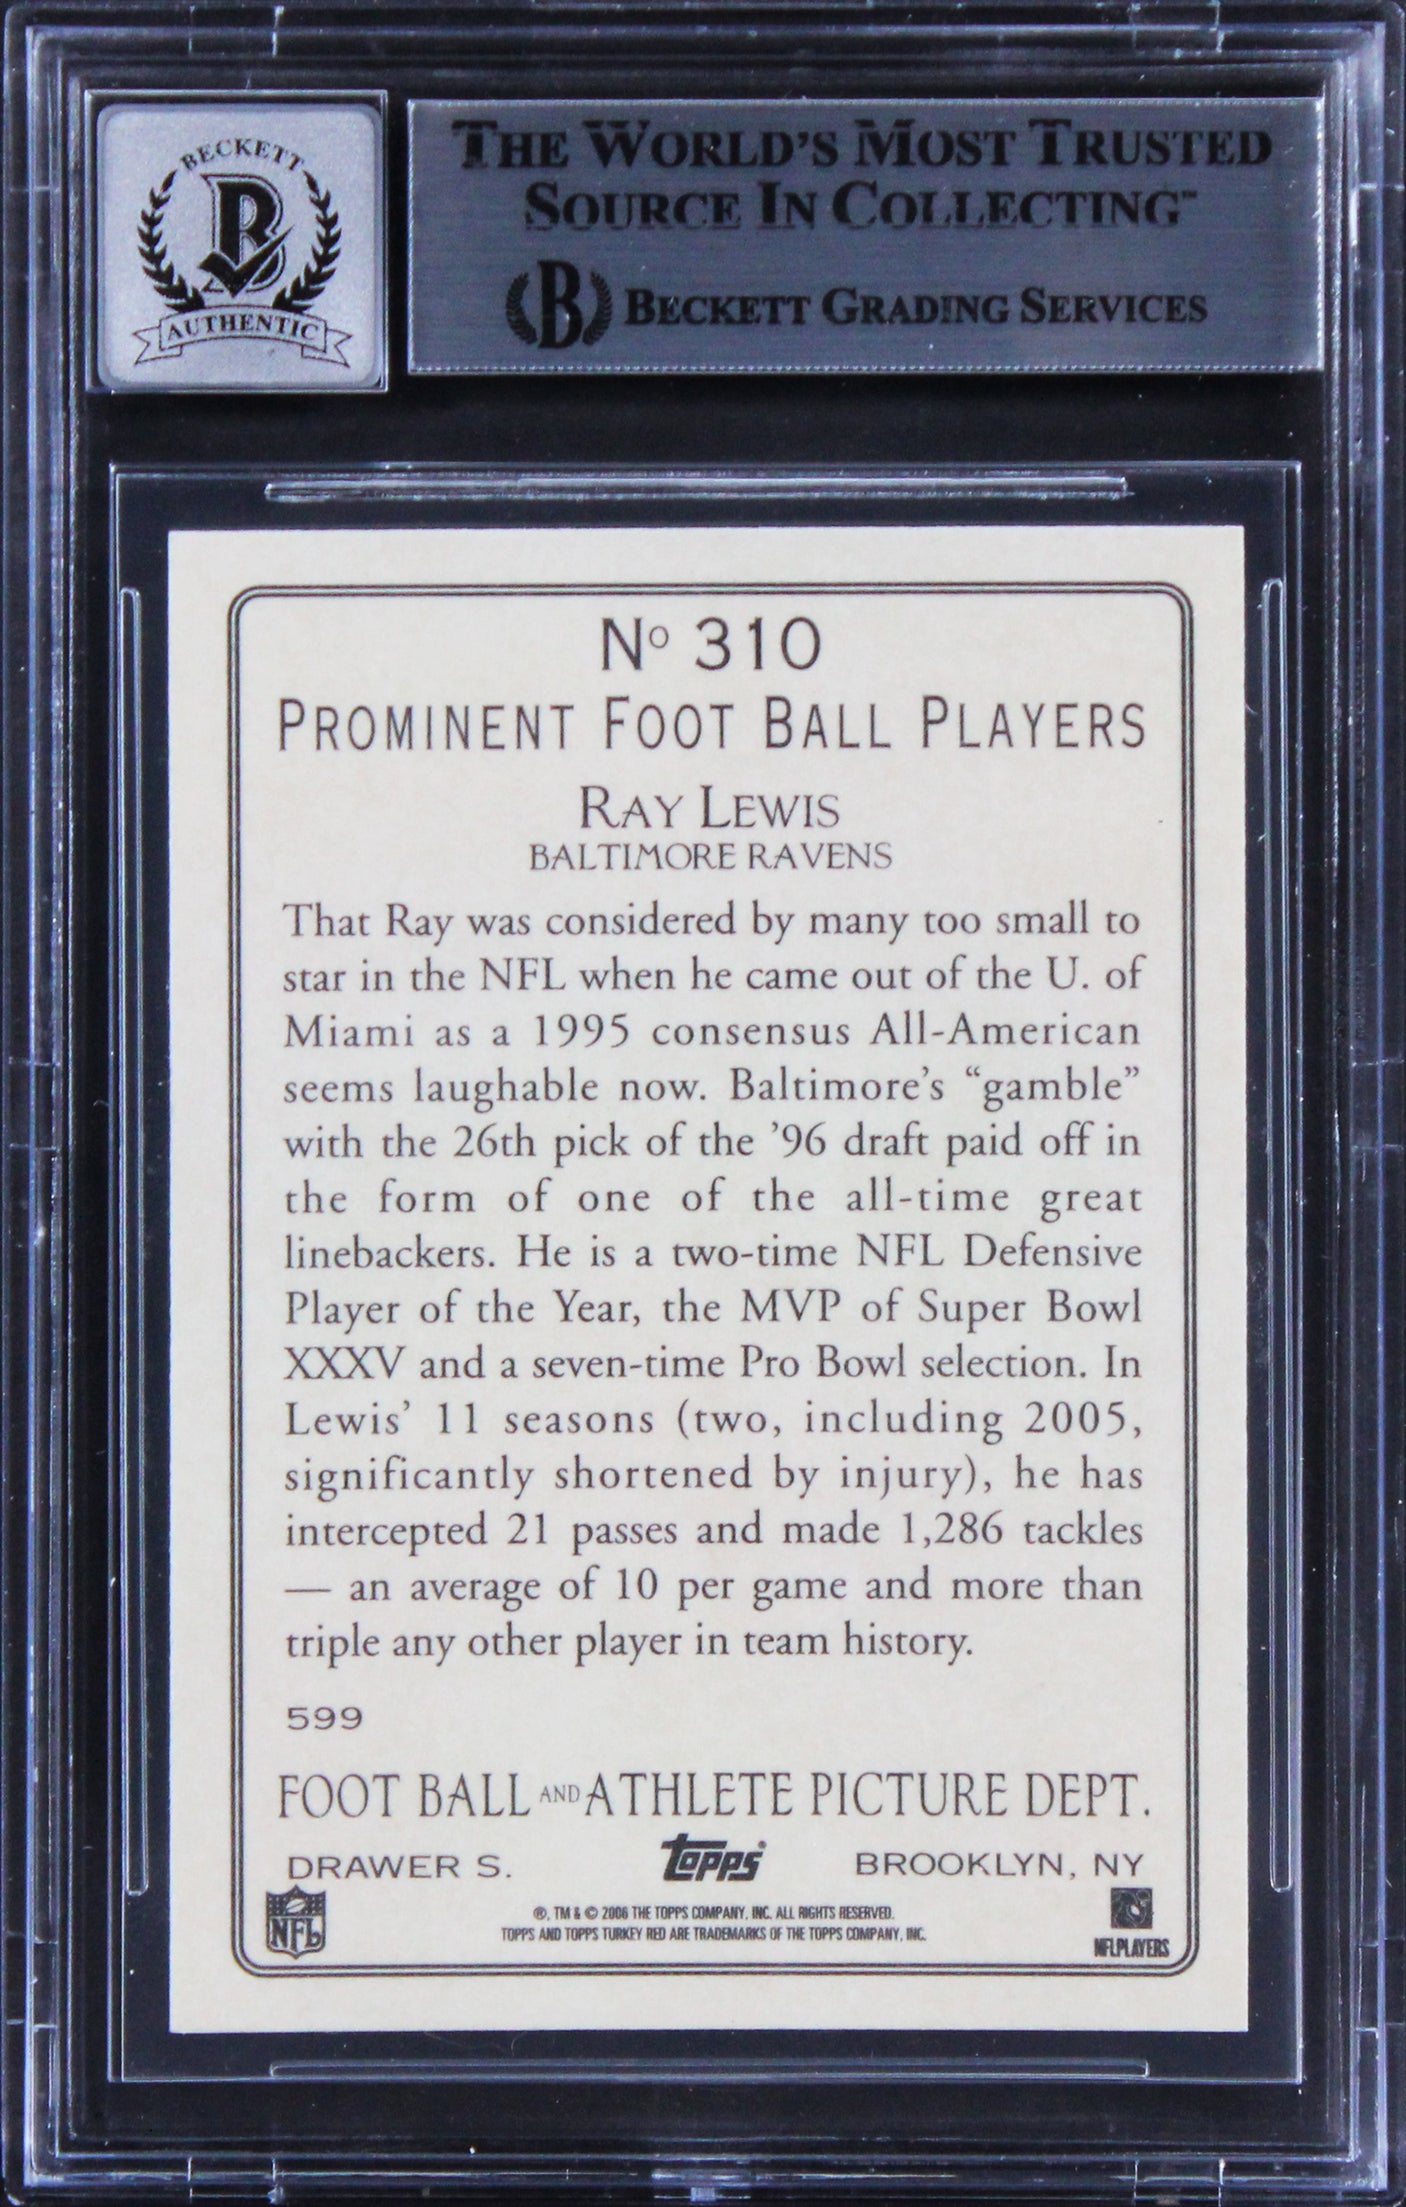 BECKETT
B
AUTHENTIC
THE WORLD'S MOST TRUSTED
SOURCE IN COLLECTING™
B BECKETT GRADING SERVICES
Nº 310
PROMINENT FOOT BALL PLAYERS
RAY LEWIS
BALTIMORE RAVENS
That Ray was considered by many too small to
star in the NFL when he came out of the U. of
Miami as a 1995 consensus All-American
seems laughable now. Baltimore's “gamble”
with the 26th pick of the ’96 draft paid off in
the form of one of the all-time great
linebackers. He is a two-time NFL Defensive
Player of the Year, the MVP of Super Bowl
XXXV and a seven-time Pro Bowl selection. In
Lewis’ 11 seasons (two, including 2005,
significantly shortened by injury), he has
intercepted 21 passes and made 1,286 tackles
— an average of 10 per game and more than
triple any other player in team history.
599
FOOT BALL AND ATHLETE PICTURE DEPT.
DRAWER S. topps® BROOKLYN, NY
®, TM & © 2006 THE TOPPS COMPANY, INC. ALL RIGHTS RESERVED.
TOPPS AND TOPPS TURKEY RED ARE TRADEMARKS OF THE TOPPS COMPANY, INC.
NFL
NFLPLAYERS